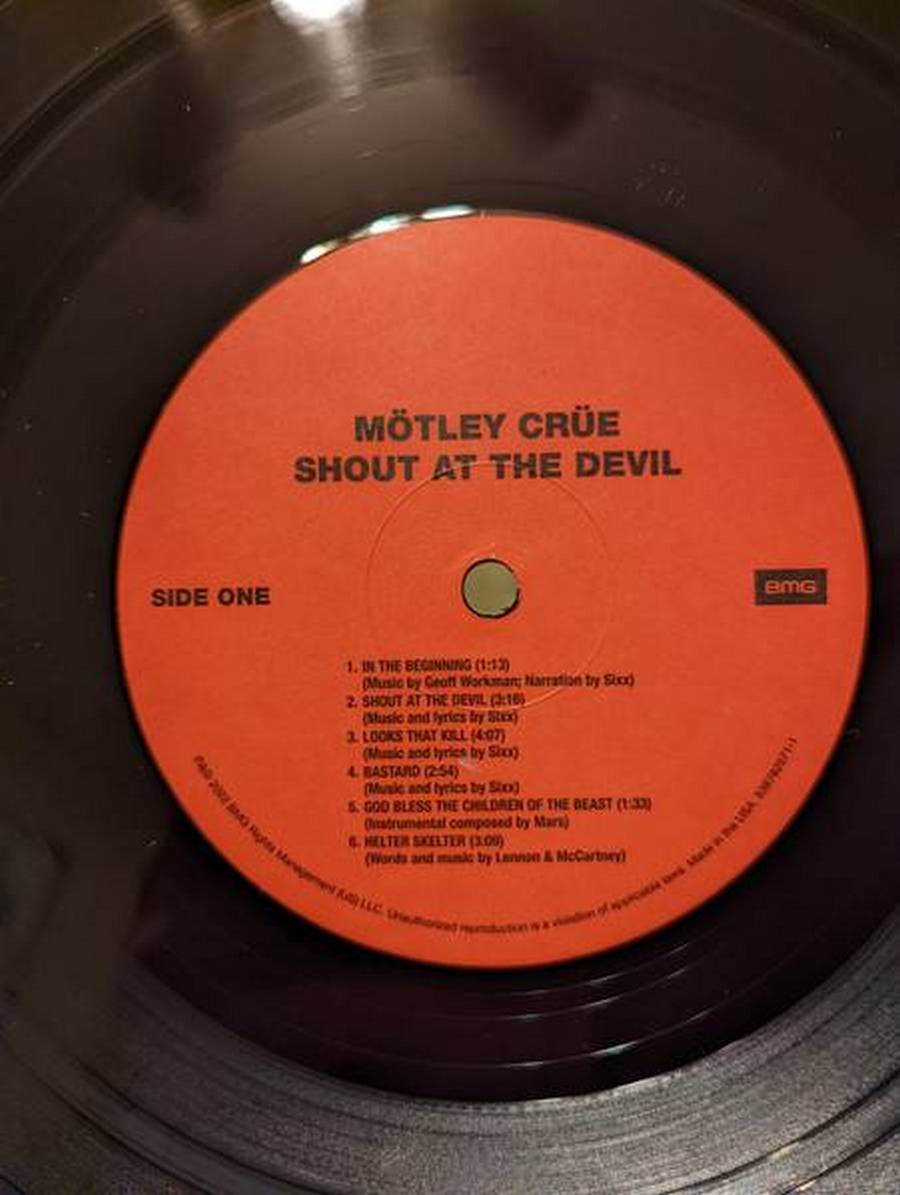 MÖTLEY CRÜE
SHOUT AT THE DEVIL
SIDE ONE
BMG
1. IN THE BEGINNING (1:13)
(Music by Geoff Workman; Narration by Sixx)
2. SHOUT AT THE DEVIL (3:16)
(Music and lyrics by Sixx)
3. LOOKS THAT KILL (4:07)
(Music and lyrics by Sixx)
4. BASTARD (2:54)
(Music and lyrics by Sixx)
5. GOD BLESS THE CHILDREN OF THE BEAST (1:33)
(Instrumental composed by Mars)
6. HELTER SKELTER (3:09)
(Words and music by Lennon & McCartney)
BMG Rights Management (US) LLC. Unauthorized reproduction is a violation of applicable laws. Made in the USA.